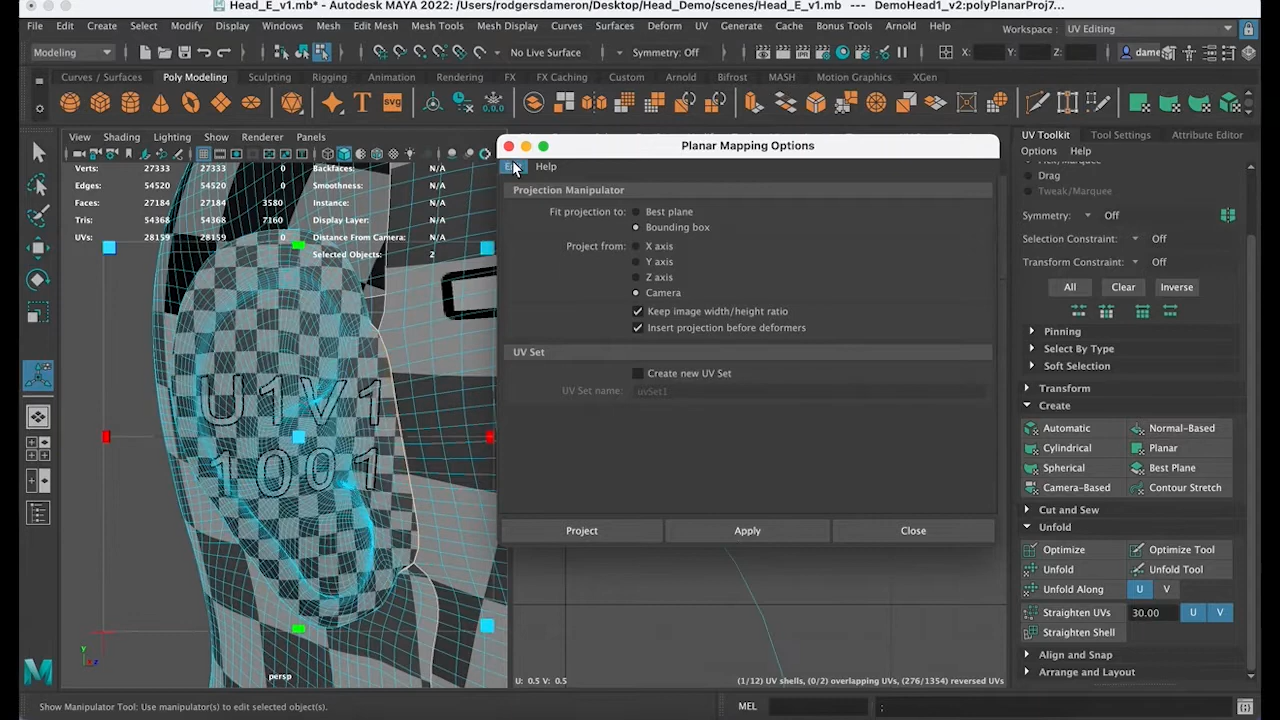 Head_E_v1.mb* - Autodesk MAYA 2022: /Users/rodgersdameron/Desktop/Head_Demo/scenes/Head_E_v1.mb --- DemoHead1_v2:polyPlanarProj7...
File Edit Create Select Modify Display Windows Mesh Edit Mesh Mesh Tools Mesh Display Curves Surfaces Deform UV Generate Cache Bonus Tools Arnold Help Workspace : UV Editing
Modeling No Live Surface Symmetry: Off X: Y: Z: dame
Curves / Surfaces Poly Modeling Sculpting Rigging Animation Rendering FX FX Caching Custom Arnold Bifrost MASH Motion Graphics XGen
0,0,0
View Shading Lighting Show Renderer Panels
Verts: 27333 27333 0
Edges: 54520 54520 0
Faces: 27184 27184 3580
Tris: 54368 54368 7160
UVs: 28159 28159 0
Backfaces: N/A
Smoothness: N/A
Instance: N/A
Display Layer: N/A
Distance From Camera: N/A
Selected Objects: 2
U1V1
1001
persp
Planar Mapping Options
Help
Projection Manipulator
Fit projection to: Best plane
Bounding box
Project from: X axis
Y axis
Z axis
Camera
Keep image width/height ratio
Insert projection before deformers
UV Set
Create new UV Set
UV Set name: uvSet1
Project Apply Close
U: 0.5 V: 0.5 (1/12) UV shells, (0/2) overlapping UVs, (276/1354) reversed UVs
UV Toolkit Tool Settings Attribute Editor
Options Help
Drag
Tweak/Marquee
Symmetry: Off
Selection Constraint: Off
Transform Constraint: Off
All Clear Inverse
Pinning
Select By Type
Soft Selection
Transform
Create
Automatic Normal-Based
Cylindrical Planar
Spherical Best Plane
Camera-Based Contour Stretch
Cut and Sew
Unfold
Optimize Optimize Tool
Unfold Unfold Tool
Unfold Along U V
Straighten UVs 30.00 U V
Straighten Shell
Align and Snap
Arrange and Layout
Show Manipulator Tool: Use manipulator(s) to edit selected object(s). MEL ;